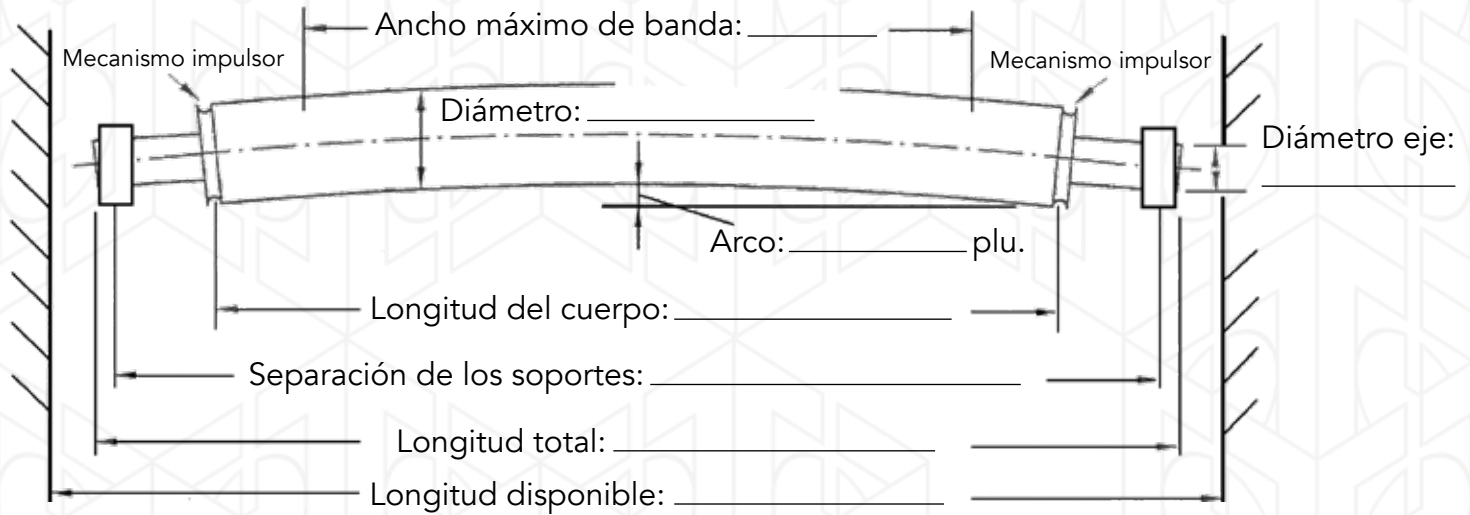 Ancho máximo de banda:
Mecanismo impulsor
Mecanismo impulsor
Diámetro:
Diámetro eje:
Arco: plu.
Longitud del cuerpo:
Separación de los soportes:
Longitud total:
Longitud disponible: